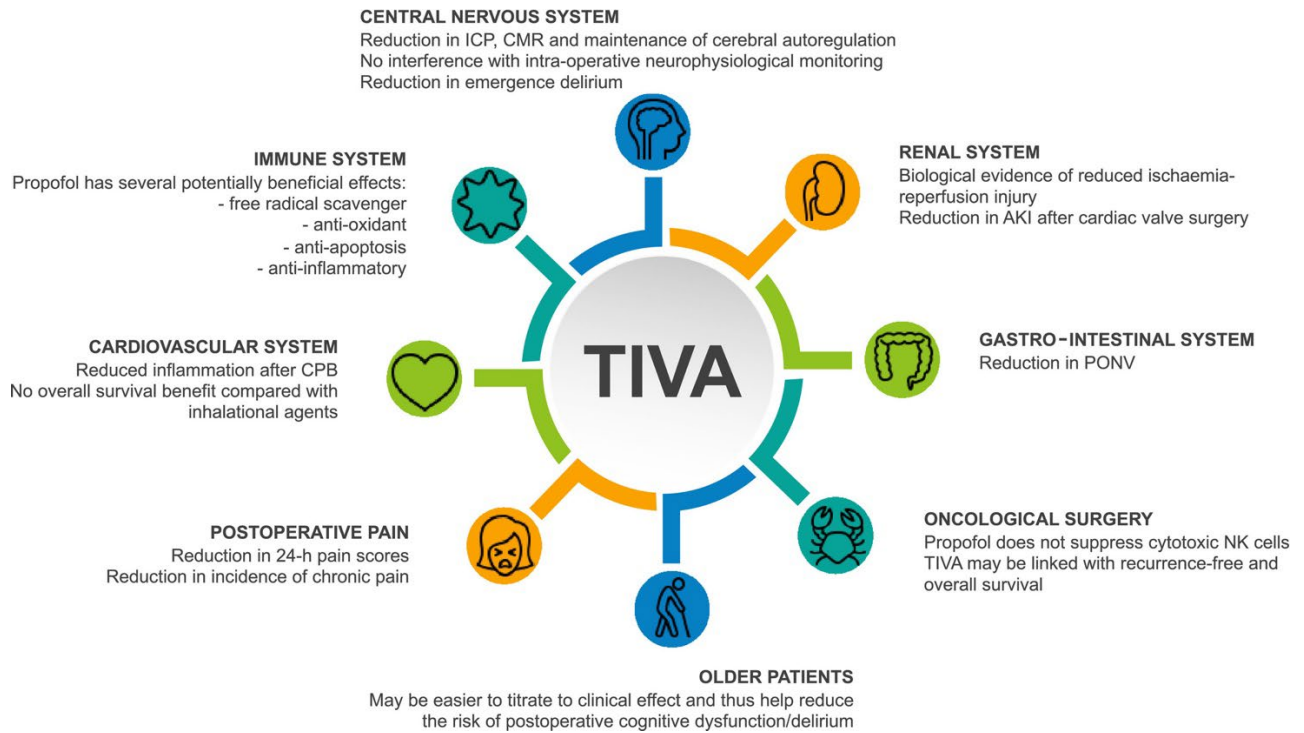 CENTRAL NERVOUS SYSTEM
Reduction in ICP, CMR and maintenance of cerebral autoregulation
No interference with intra-operative neurophysiological monitoring
Reduction in emergence delirium
IMMUNE SYSTEM
Propofol has several potentially beneficial effects:
- free radical scavenger
- anti-oxidant
- anti-apoptosis
- anti-inflammatory
RENAL SYSTEM
Biological evidence of reduced ischaemia-
reperfusion injury
Reduction in AKI after cardiac valve surgery
TIVA
CARDIOVASCULAR SYSTEM
Reduced inflammation after CPB
No overall survival benefit compared with
inhalational agents
GASTRO-INTESTINAL SYSTEM
Reduction in PONV
POSTOPERATIVE PAIN
Reduction in 24-h pain scores
Reduction in incidence of chronic pain
ONCOLOGICAL SURGERY
Propofol does not suppress cytotoxic NK cells
TIVA may be linked with recurrence-free and
overall survival
OLDER PATIENTS
May be easier to titrate to clinical effect and thus help reduce
the risk of postoperative cognitive dysfunction/delirium